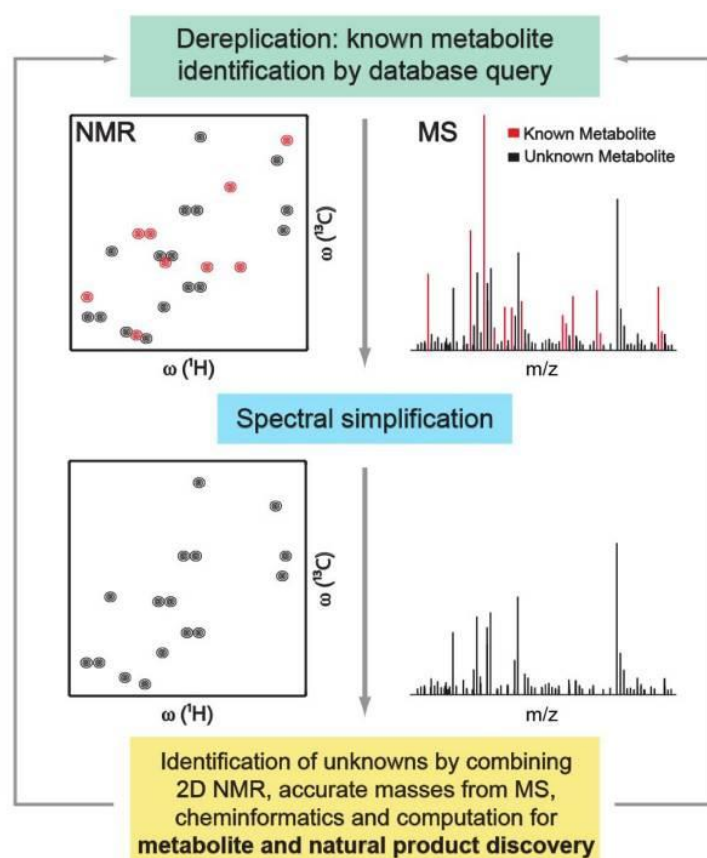 Dereplication: known metabolite
identification by database query
NMR
ω (¹³C)
ω (¹H)
MS
Known Metabolite
Unknown Metabolite
m/z
Spectral simplification
ω (¹³C)
ω (¹H)
m/z
Identification of unknowns by combining
2D NMR, accurate masses from MS,
cheminformatics and computation for
metabolite and natural product discovery